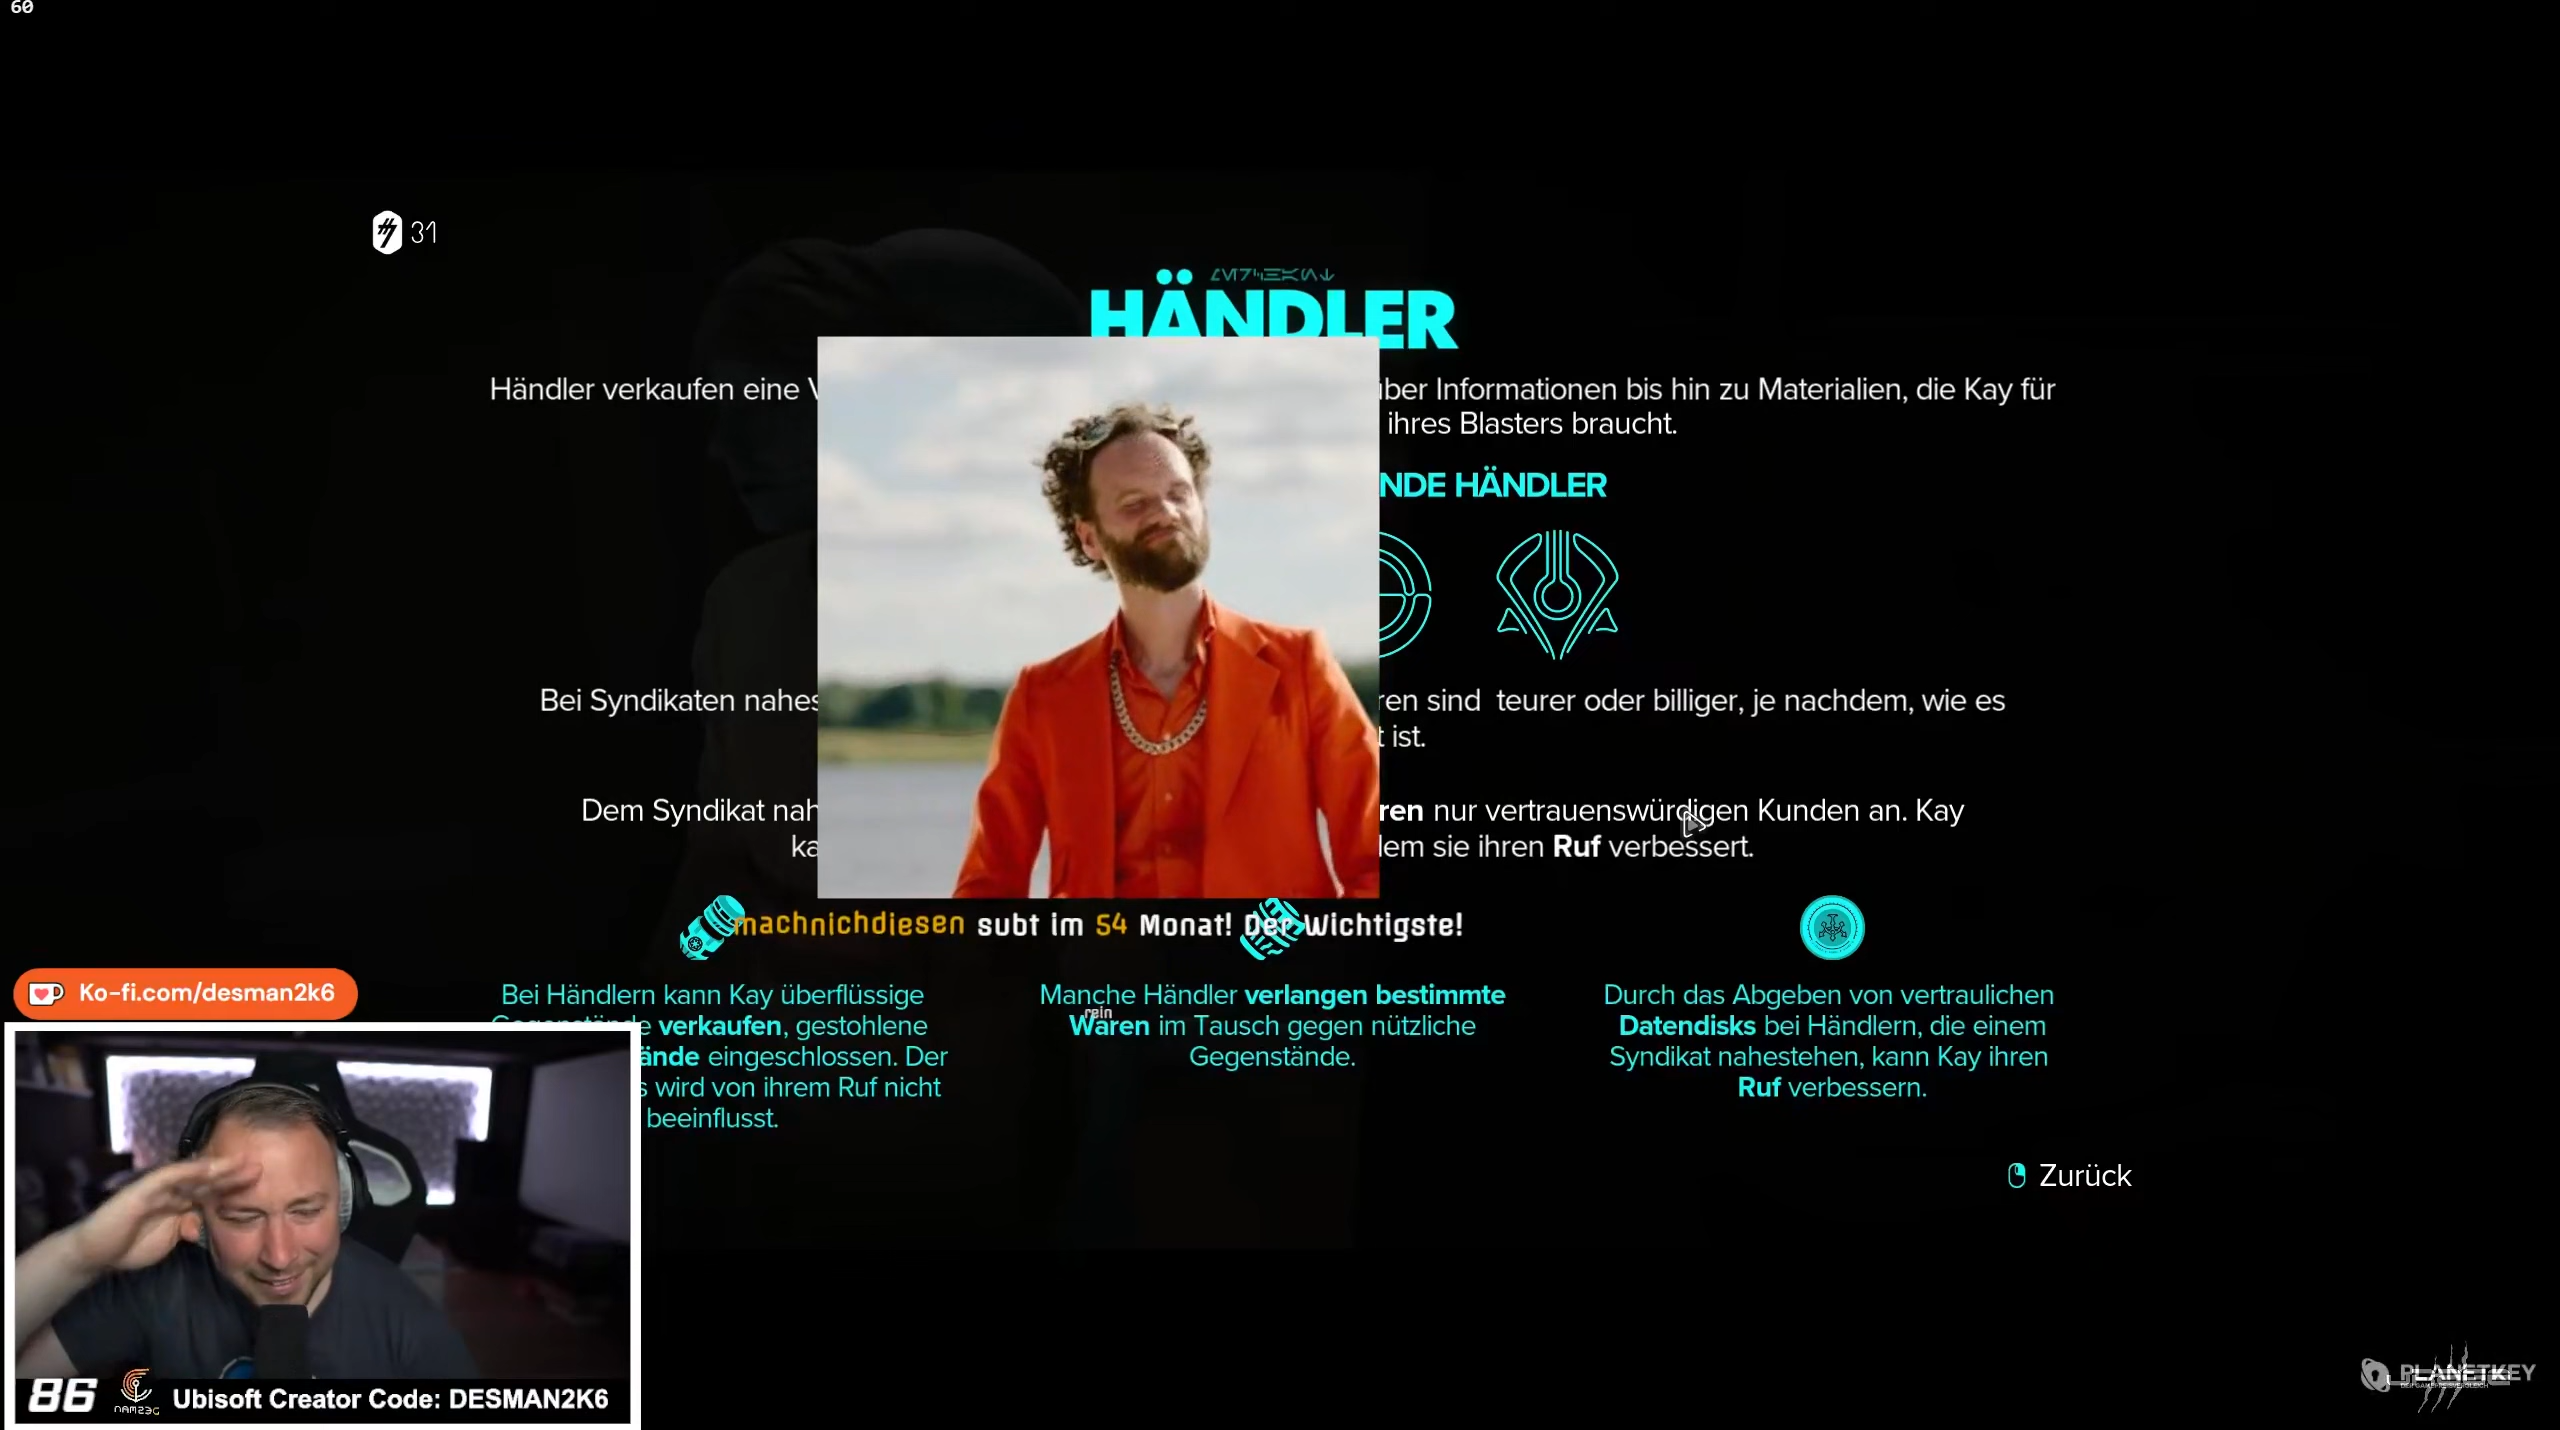 60
31
HÄNDLER
Händler verkaufen eine über Informationen bis hin zu Materialien, die Kay für
ihres Blasters braucht.
NDE HÄNDLER
Bei Syndikaten nahes ren sind teurer oder billiger, je nachdem, wie es
t ist.
Dem Syndikat nah ren nur vertrauenswürdigen Kunden an. Kay
ka dem sie ihren Ruf verbessert.
machnichdiesen subt im 54 Monat! Der Wichtigste!
rein
Bei Händlern kann Kay überflüssige
Gegenstände verkaufen, gestohlene
ände eingeschlossen. Der
s wird von ihrem Ruf nicht
beeinflusst.
Manche Händler verlangen bestimmte
Waren im Tausch gegen nützliche
Gegenstände.
Durch das Abgeben von vertraulichen
Datendisks bei Händlern, die einem
Syndikat nahestehen, kann Kay ihren
Ruf verbessern.
Zurück
Ko-fi.com/desman2k6
86 Ubisoft Creator Code: DESMAN2K6
PLANETKEY